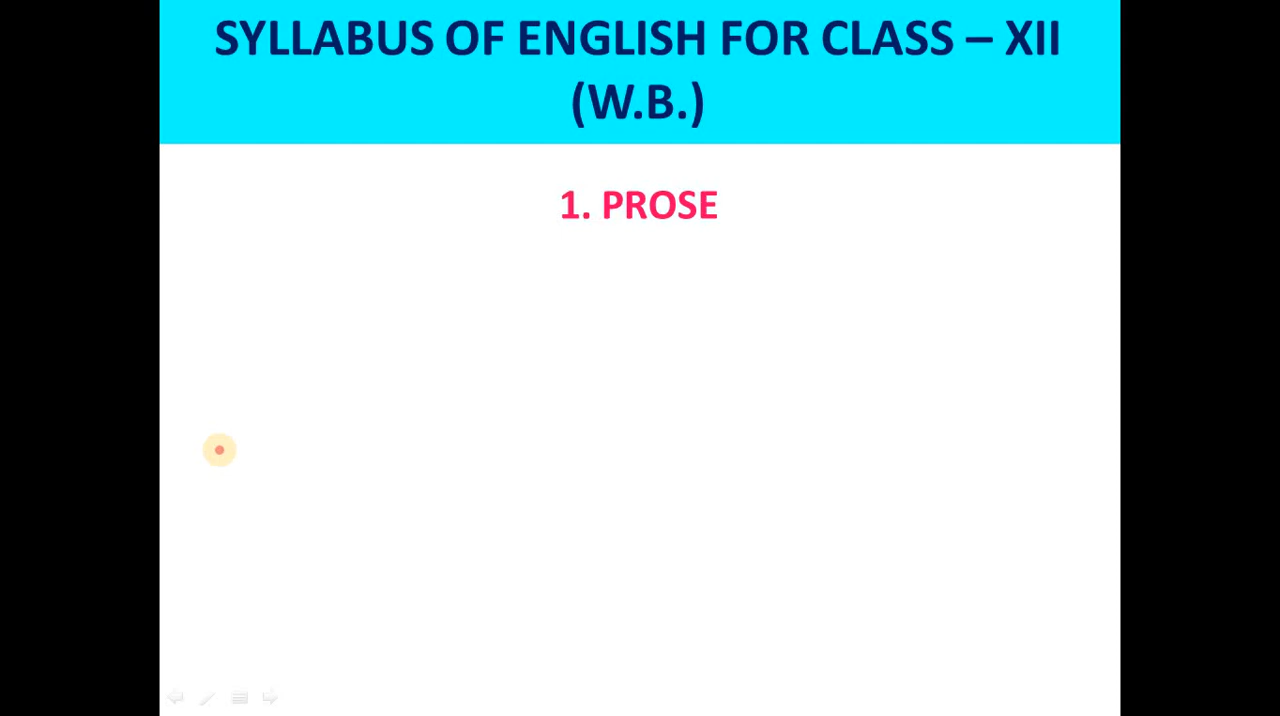 SYLLABUS OF ENGLISH FOR CLASS – XII
(W.B.)
1. PROSE